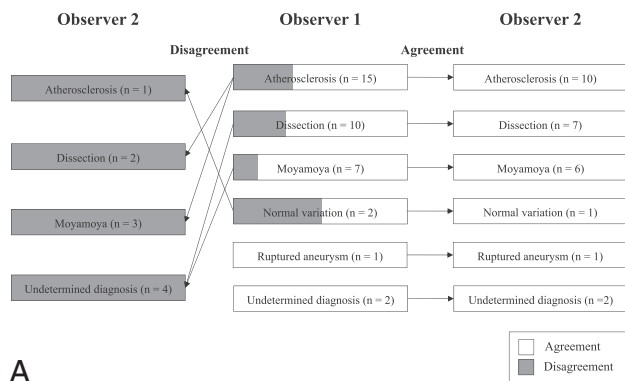 Observer 2 Observer 1 Observer 2
Disagreement Agreement
Atherosclerosis (n = 1)
Dissection (n = 2)
Moyamoya (n = 3)
Undetermined diagnosis (n = 4)
Atherosclerosis (n = 15)
Dissection (n = 10)
Moyamoya (n = 7)
Normal variation (n = 2)
Ruptured aneurysm (n = 1)
Undetermined diagnosis (n = 2)
Atherosclerosis (n = 10)
Dissection (n = 7)
Moyamoya (n = 6)
Normal variation (n = 1)
Ruptured aneurysm (n = 1)
Undetermined diagnosis (n =2)
Agreement
Disagreement
A